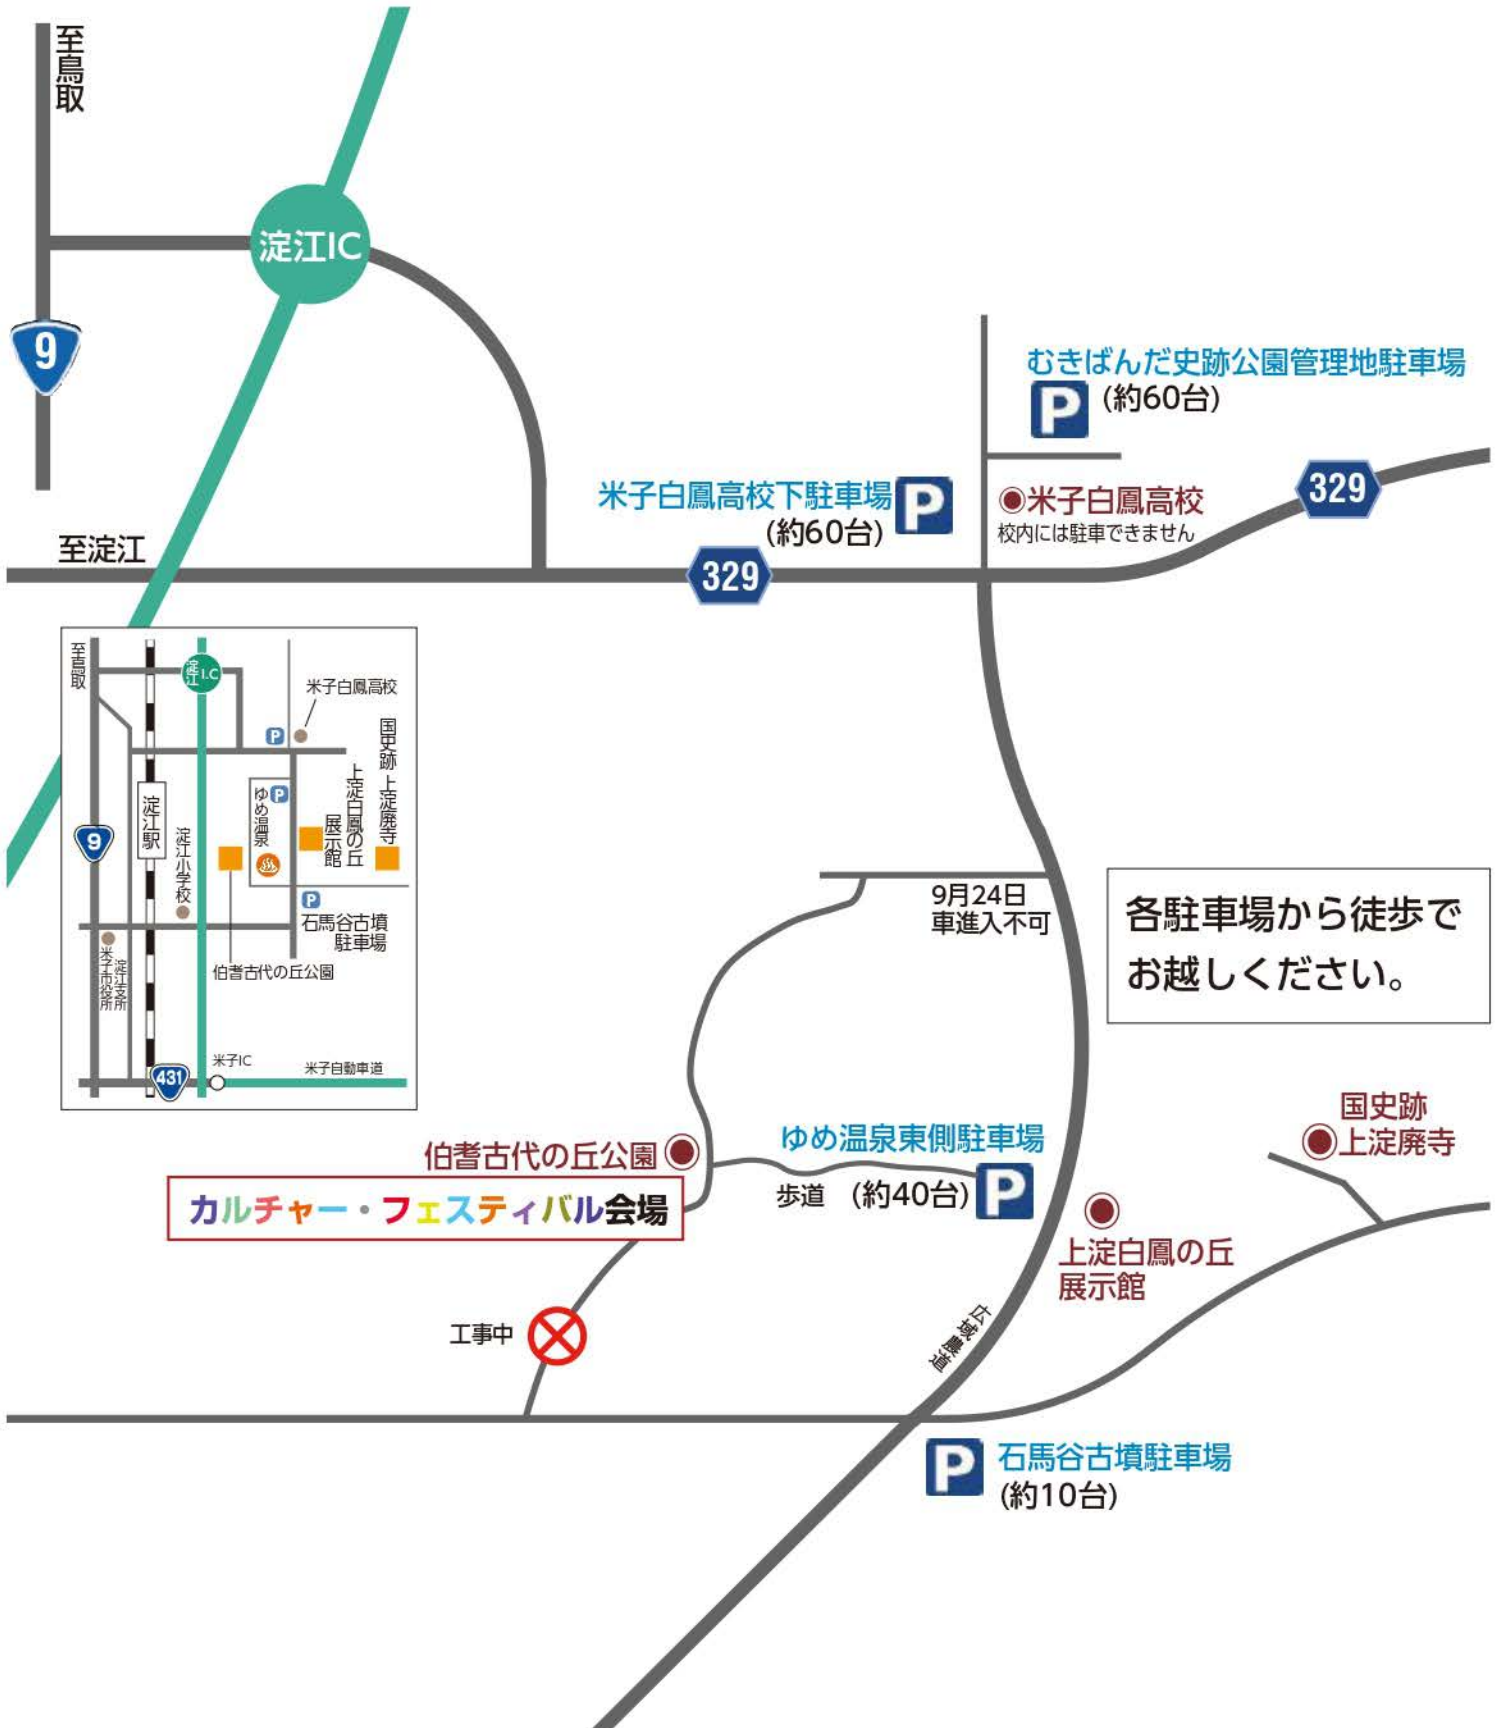 至鳥取
淀江IC
9
むきばんだ史跡公園管理地駐車場
P
(約60台)
米子白鳳高校下駐車場
P
(約60台)
米子白鳳高校
校内には駐車できません
329
至淀江
329
至鳥取
淀江I.C
米子白鳳高校
P
国史跡 上淀廃寺
上淀白鳳の丘
展示館
ゆめ温泉
P
淀江駅
9
淀江小学校
P
石馬谷古墳
駐車場
伯耆古代の丘公園
米子市役所
淀江支所
米子IC
431
米子自動車道
9月24日
車進入不可
各駐車場から徒歩で
お越しください。
国史跡
上淀廃寺
ゆめ温泉東側駐車場
伯耆古代の丘公園
歩道
(約40台)
P
カルチャー・フェスティバル会場
上淀白鳳の丘
展示館
広域農道
工事中
P
石馬谷古墳駐車場
(約10台)